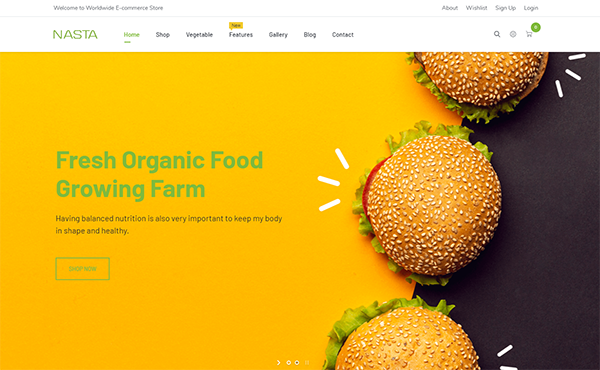 Welcome to Worldwide E-commerce Store
About Wishlist Sign Up Login
NASTA
Home Shop Vegetable Features Gallery Blog Contact
New
0
Fresh Organic Food
Growing Farm
Having balanced nutrition is also very important to keep my body
in shape and healthy.
SHOP NOW